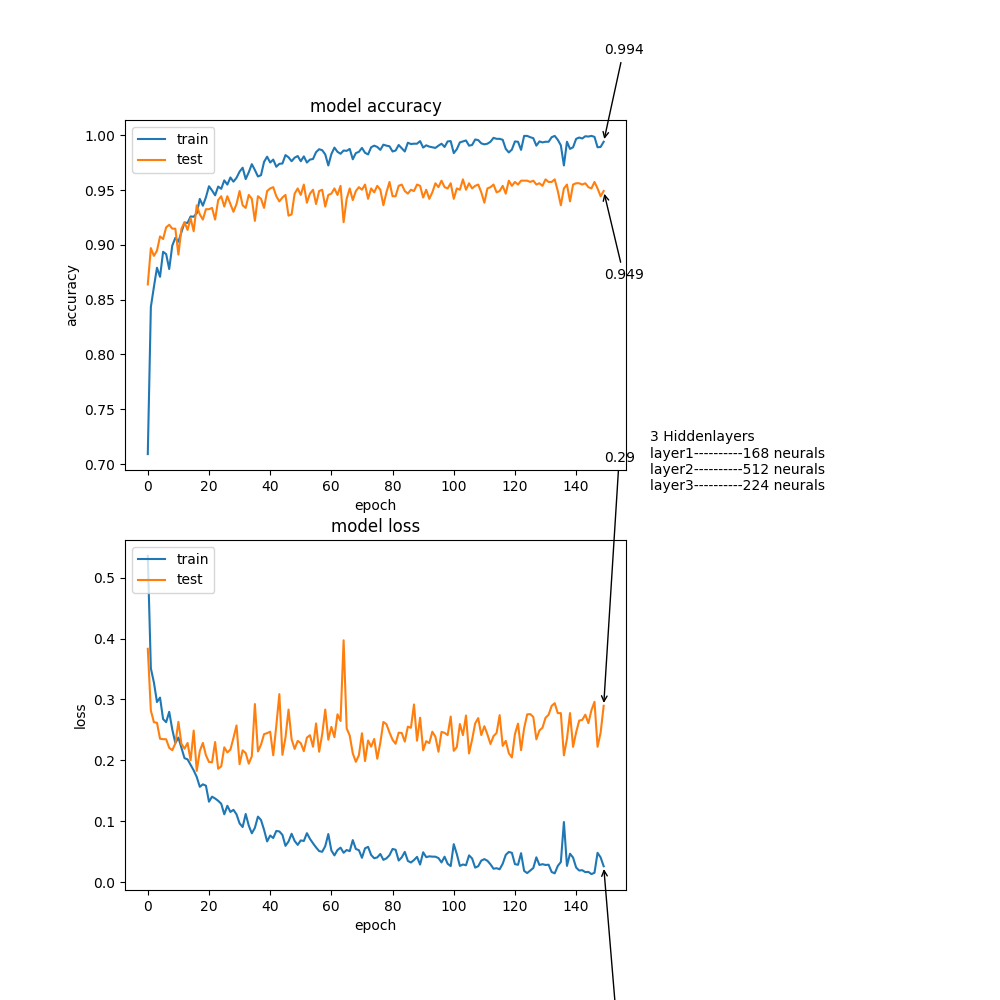 0.994
model accuracy
train
test
1.00
0.95
0.90
0.85
0.80
0.75
0.70
accuracy
0.949
0 20 40 60 80 100 120 140
epoch
0.29
3 Hiddenlayers
layer1----------168 neurals
layer2----------512 neurals
layer3----------224 neurals
model loss
train
test
0.5
0.4
0.3
0.2
0.1
0.0
loss
0 20 40 60 80 100 120 140
epoch